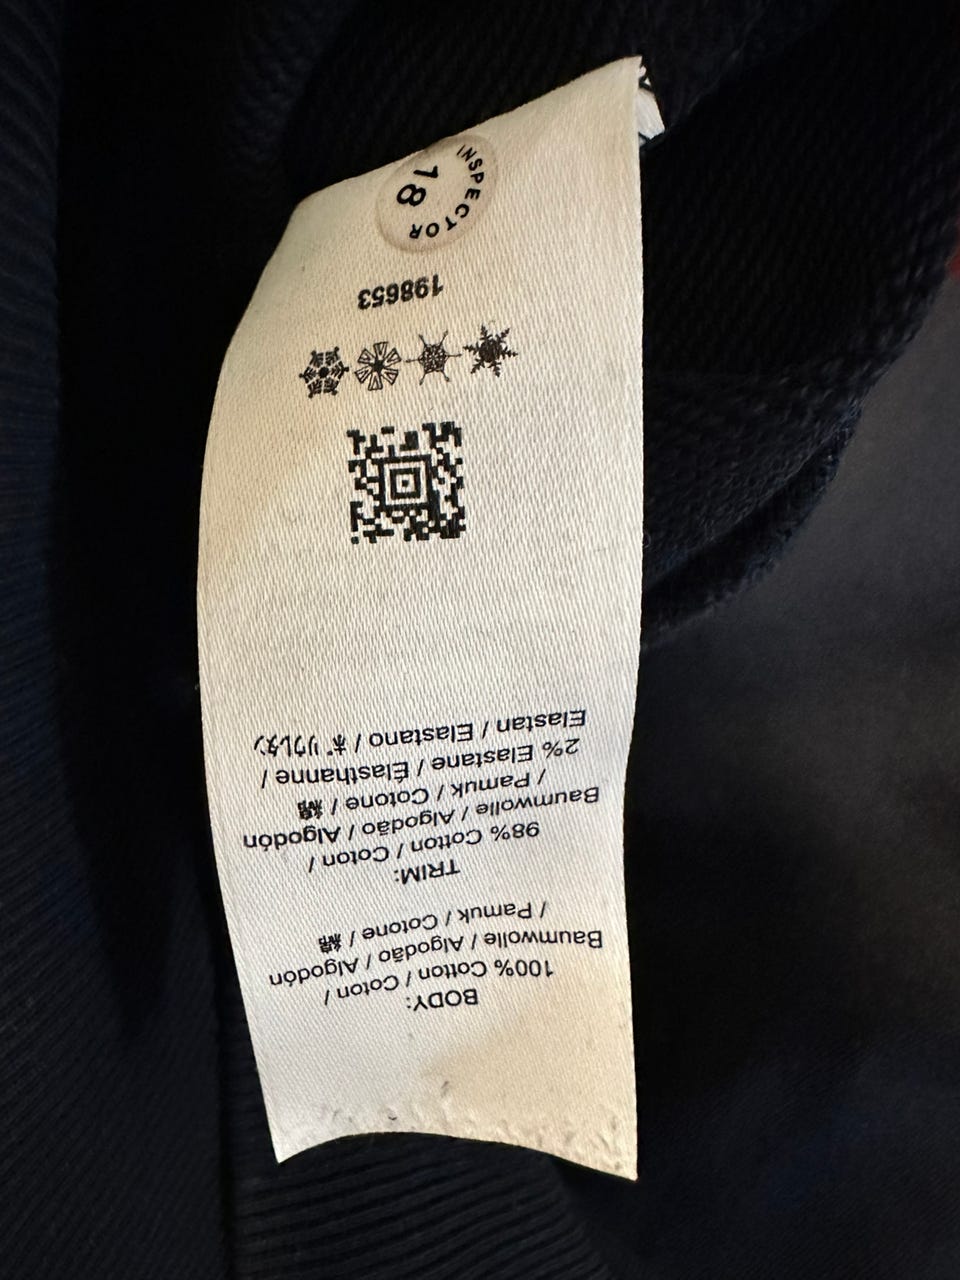 BODY:
100% Cotton / Coton /
Baumwolle / Algodão / Algodón
/ Pamuk / Cotone / 綿
TRIM:
98% Cotton / Coton /
Baumwolle / Algodão / Algodón
/ Pamuk / Cotone / 綿
2% Elastane / Élasthanne /
Elastan / Elastano / ポリウレタン
198653
INSPECTOR
18